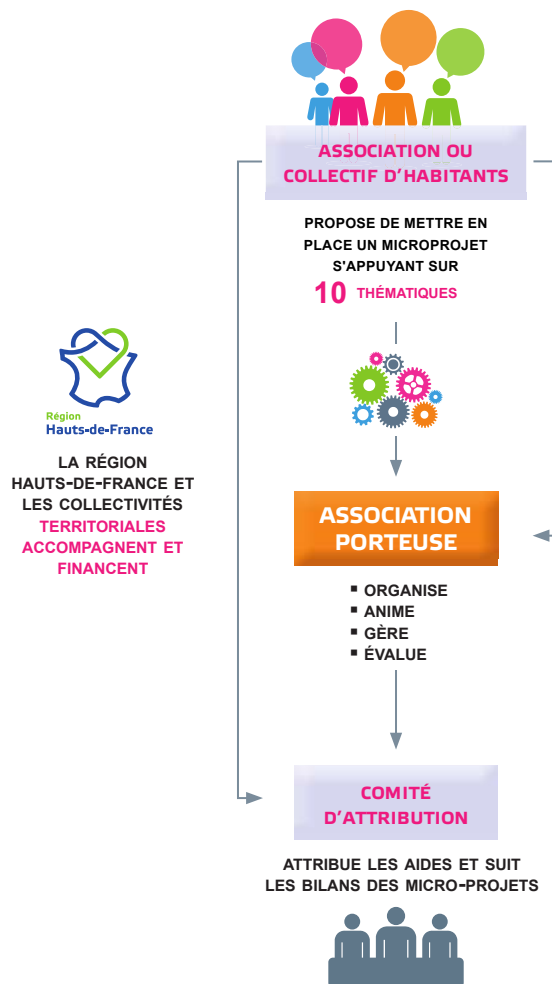 ASSOCIATION OU
COLLECTIF D'HABITANTS
PROPOSE DE METTRE EN
PLACE UN MICROPROJET
S'APPUYANT SUR
10 THÉMATIQUES
Région
Hauts-de-France
LA RÉGION
HAUTS-DE-FRANCE ET
LES COLLECTIVITÉS
TERRITORIALES
ACCOMPAGNENT ET
FINANCENT
ASSOCIATION
PORTEUSE
▪ ORGANISE
▪ ANIME
▪ GÈRE
▪ ÉVALUE
COMITÉ
D'ATTRIBUTION
ATTRIBUE LES AIDES ET SUIT
LES BILANS DES MICRO-PROJETS